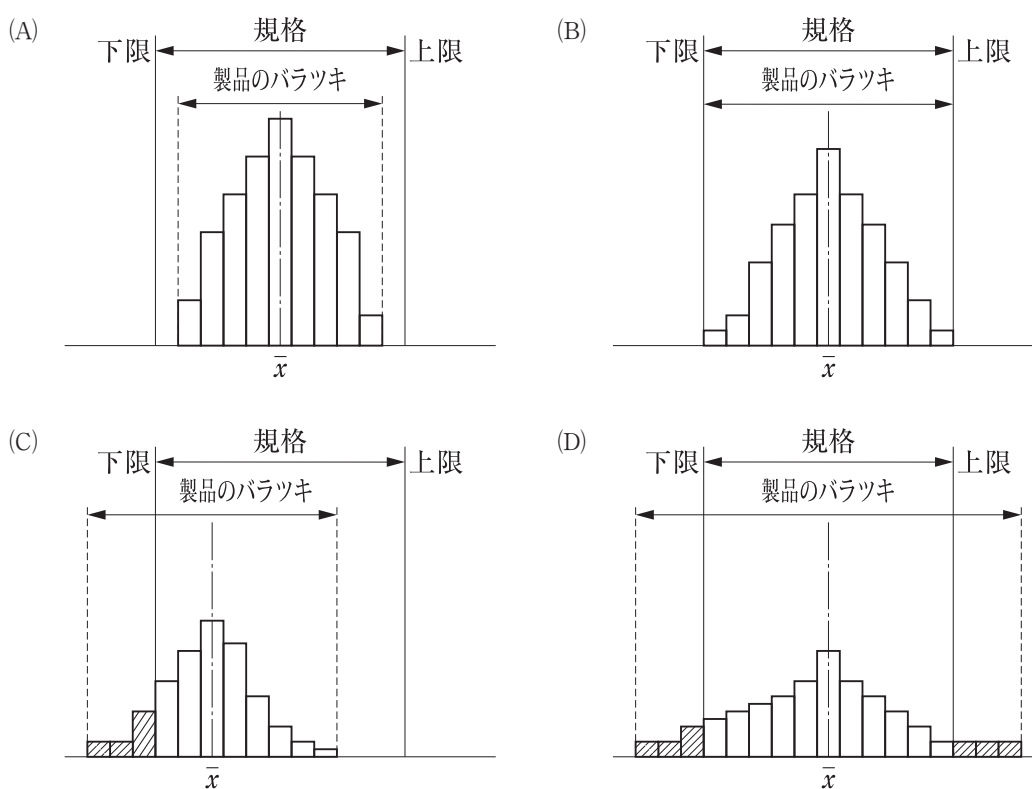 (A)
規格
下限
上限
製品のバラツキ
x̄
(B)
規格
下限
上限
製品のバラツキ
x̄
(C)
規格
下限
上限
製品のバラツキ
x̄
(D)
規格
下限
上限
製品のバラツキ
x̄